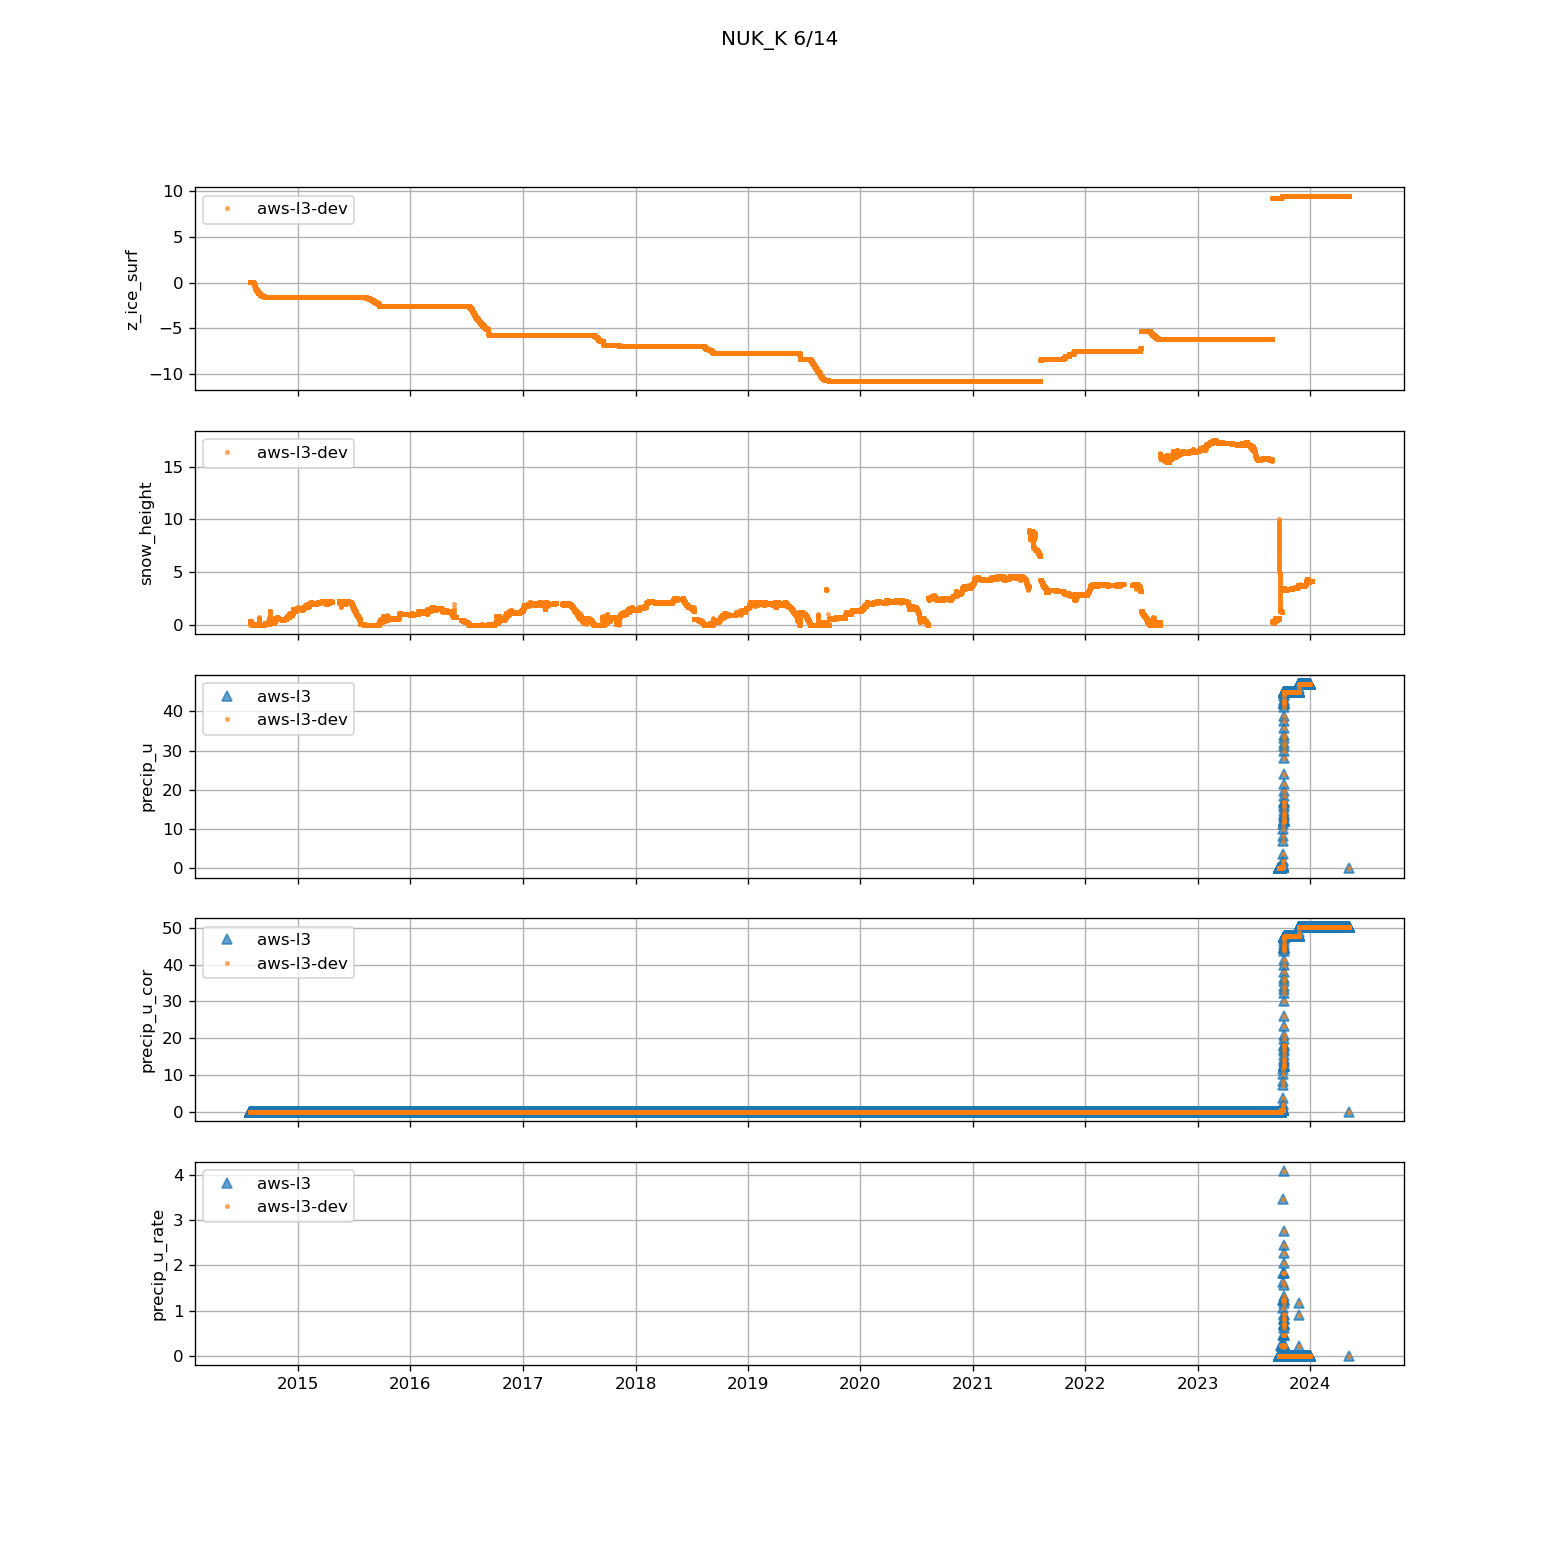 NUK_K 6/14
10
5
0
−5
−10
z_ice_surf
aws-l3-dev
15
10
5
0
snow_height
aws-l3-dev
40
30
20
10
0
precip_u
aws-l3
aws-l3-dev
50
40
30
20
10
0
precip_u_cor
aws-l3
aws-l3-dev
4
3
2
1
0
precip_u_rate
aws-l3
aws-l3-dev
2015 2016 2017 2018 2019 2020 2021 2022 2023 2024